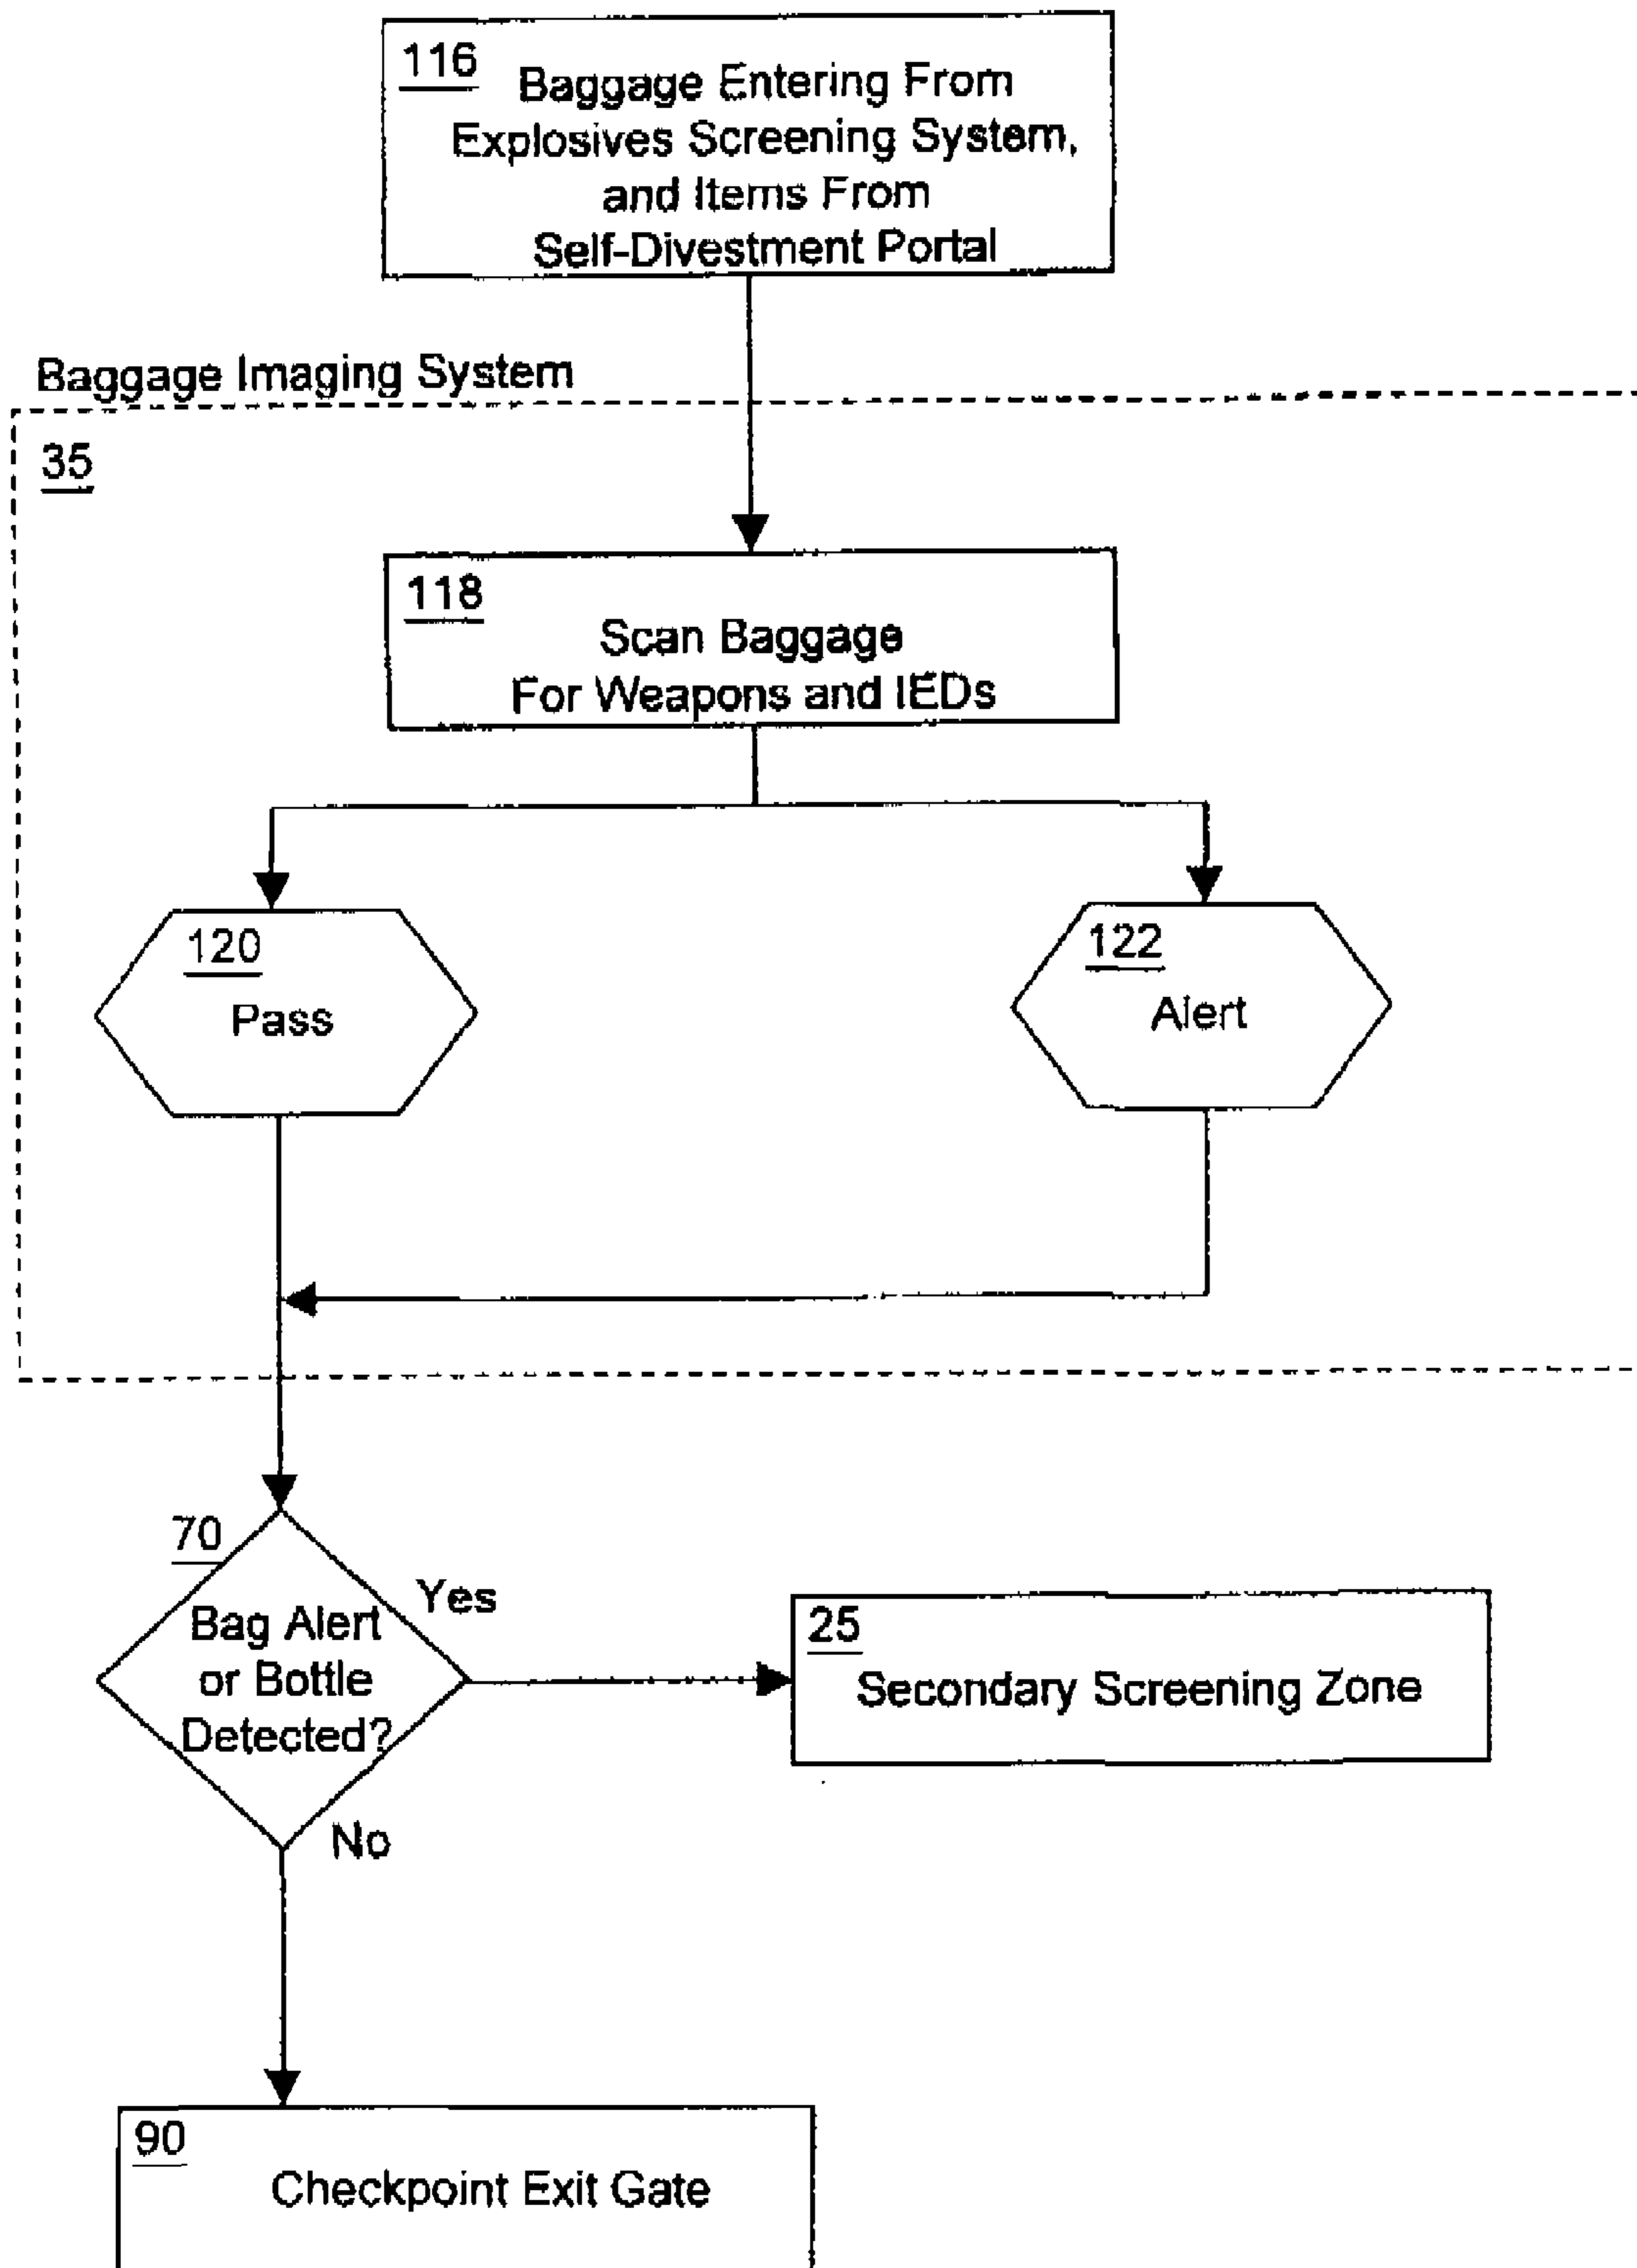 116
Baggage Entering From
Explosives Screening System,
and Items From
Self-Divestment Portal
Baggage Imaging System
35
118
Scan Baggage
For Weapons and IEDs
120
Pass
122
Alert
70
Bag Alert
or Bottle
Detected?
Yes
25
Secondary Screening Zone
No
90
Checkpoint Exit Gate